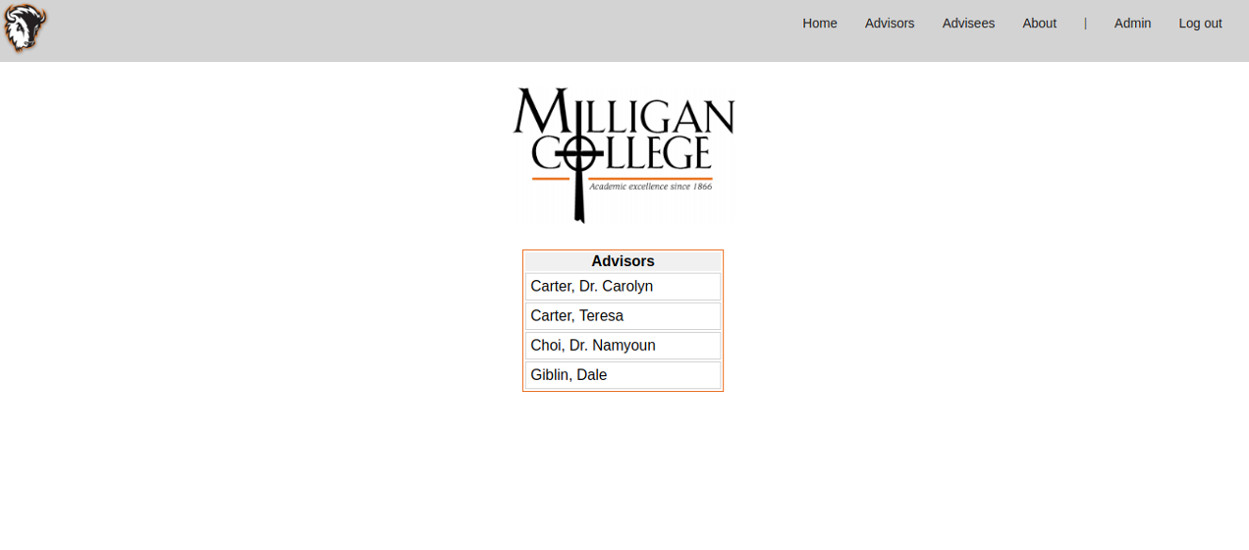 Home Advisors Advisees About | Admin Log out
MILLIGAN
COLLEGE
Academic excellence since 1866
Advisors
Carter, Dr. Carolyn
Carter, Teresa
Choi, Dr. Namyoun
Giblin, Dale